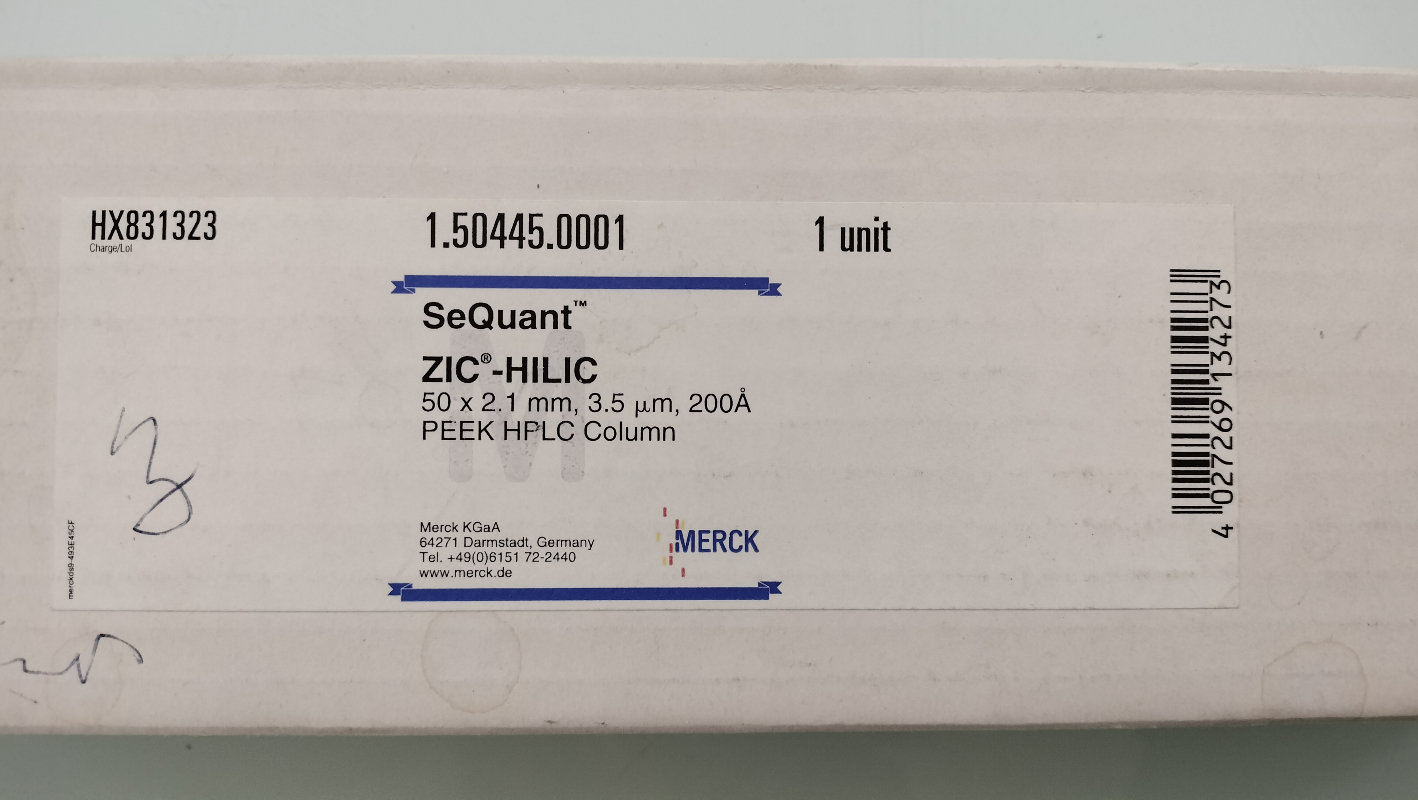 HX831323
Charge/Lot
1.50445.0001
1 unit
SeQuant™
ZIC®-HILIC
50 x 2.1 mm, 3.5 µm, 200Å
PEEK HPLC Column
Merck KGaA
64271 Darmstadt, Germany
Tel. +49(0)6151 72-2440
www.merck.de
MERCK
4 027269 134273
M